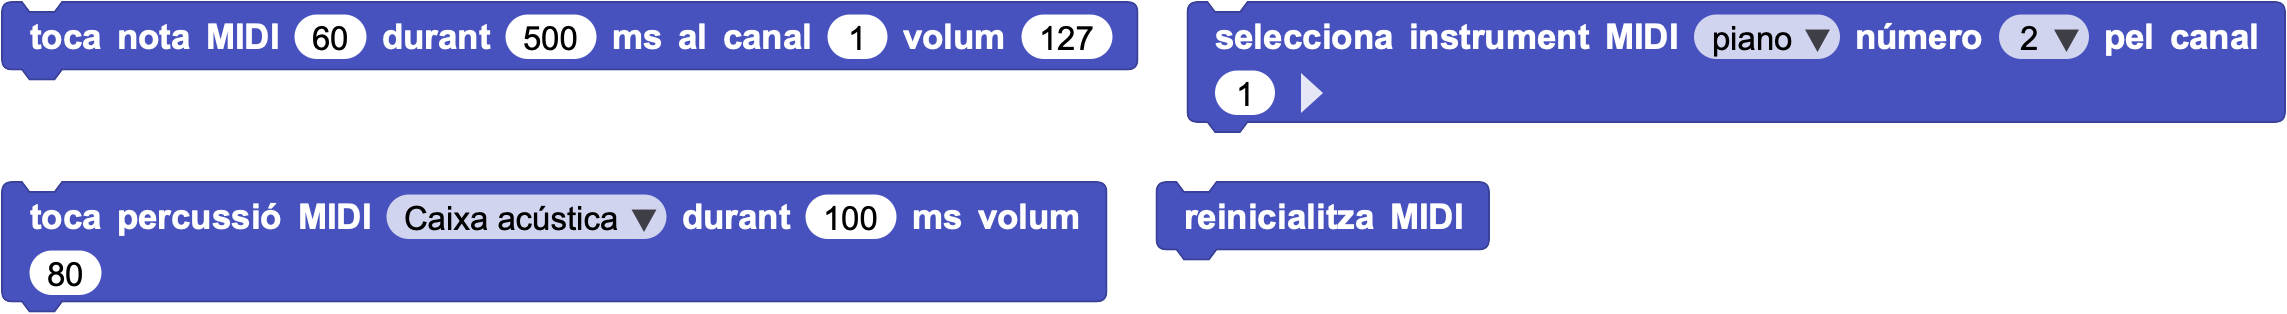 toca nota MIDI 60 durant 500 ms al canal 1 volum 127
selecciona instrument MIDI piano número 2 pel canal
1
toca percussió MIDI Caixa acústica durant 100 ms volum
80
reinicialitza MIDI